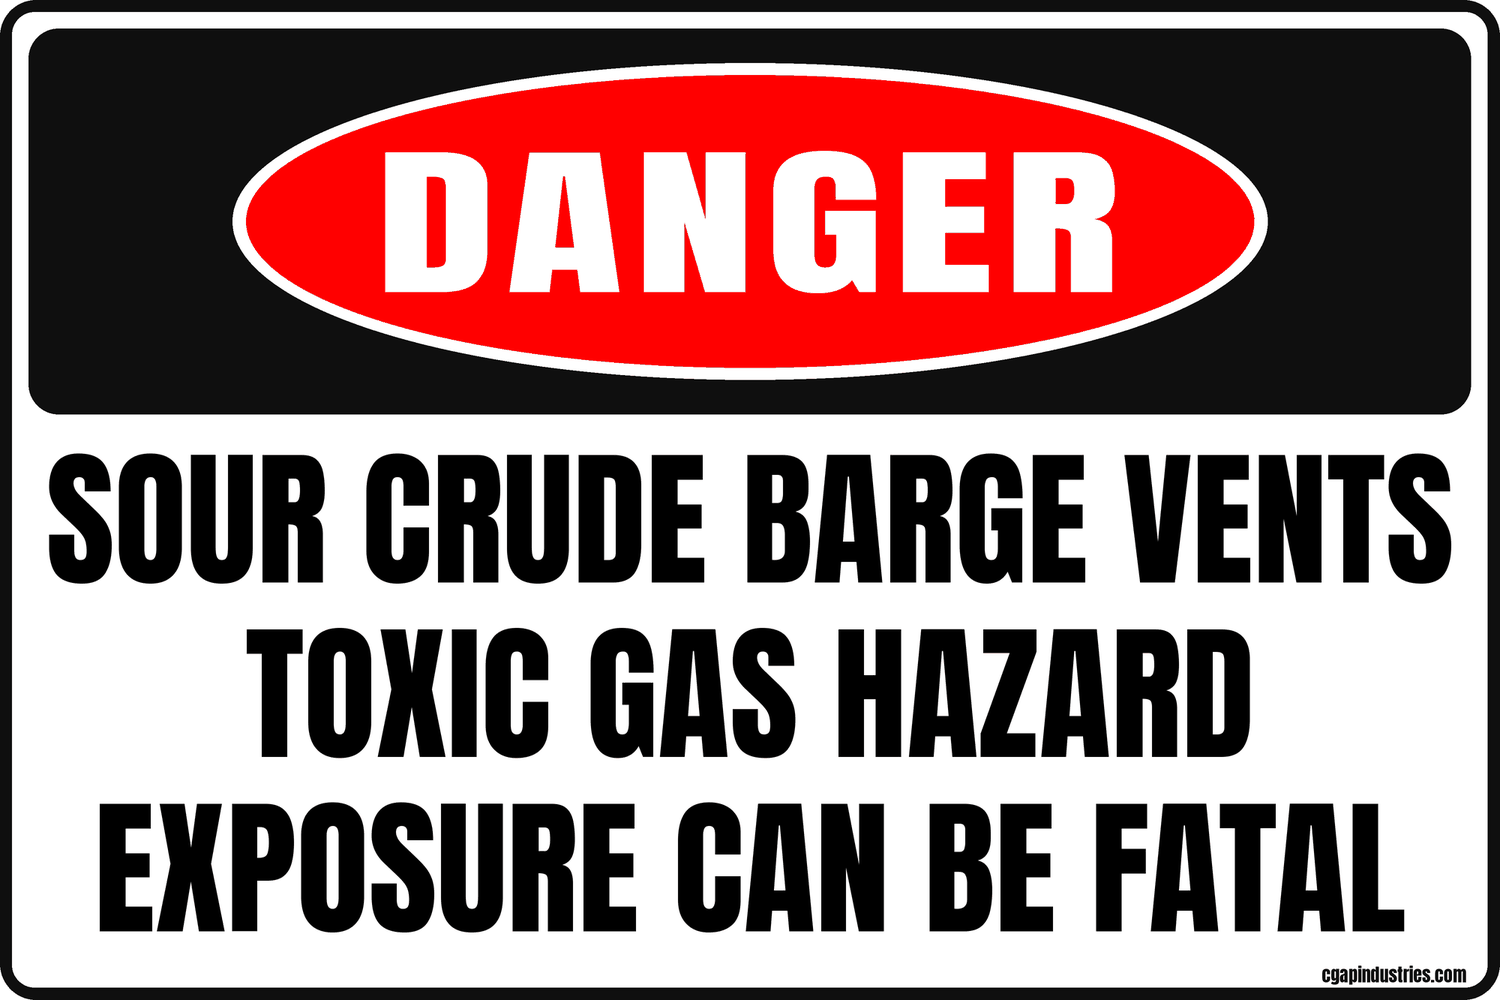 DANGER
SOUR CRUDE BARGE VENTS
TOXIC GAS HAZARD
EXPOSURE CAN BE FATAL
cgapindustries.com